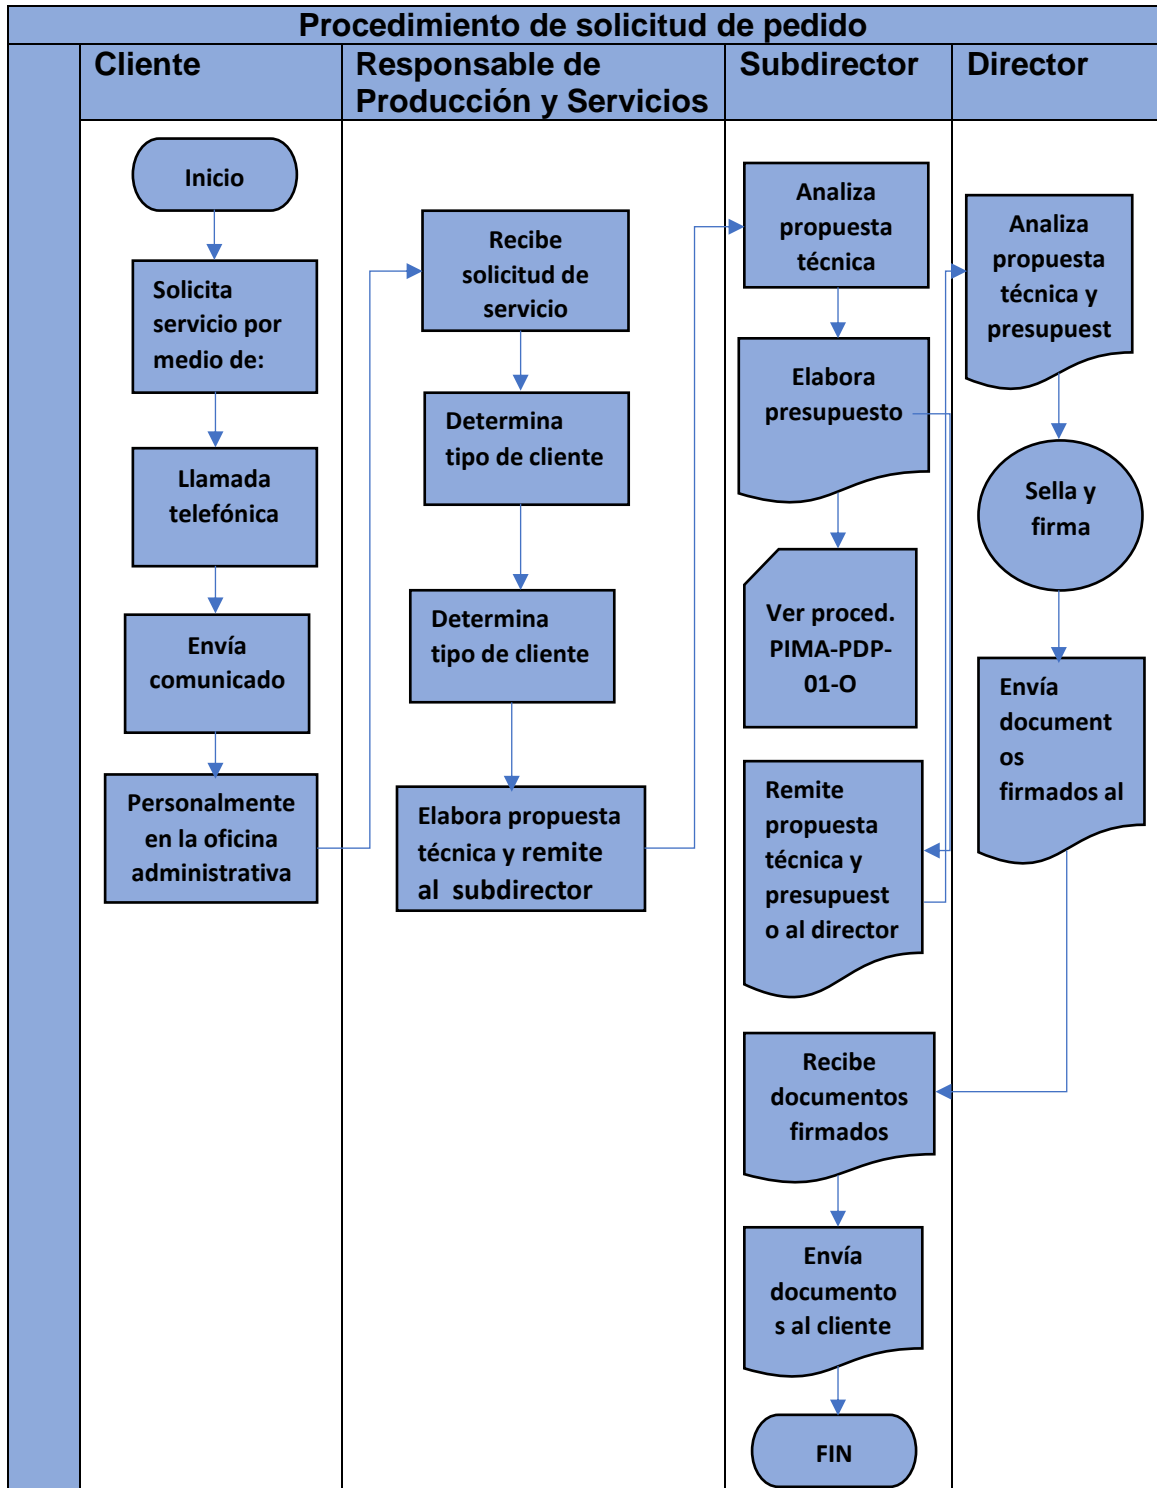 Procedimiento de solicitud de pedido
Cliente
Responsable de
Producción y Servicios
Subdirector
Director
Inicio
Solicita
servicio por
medio de:
Llamada
telefónica
Envía
comunicado
Personalmente
en la oficina
administrativa
Recibe
solicitud de
servicio
Determina
tipo de cliente
Determina
tipo de cliente
Elabora propuesta
técnica y remite
al subdirector
Analiza
propuesta
técnica
Elabora
presupuesto
Ver proced.
PIMA-PDP-
01-O
Remite
propuesta
técnica y
presupuest
o al director
Recibe
documentos
firmados
Envía
documento
s al cliente
FIN
Analiza
propuesta
técnica y
presupuest
Sella y
firma
Envía
document
os
firmados al